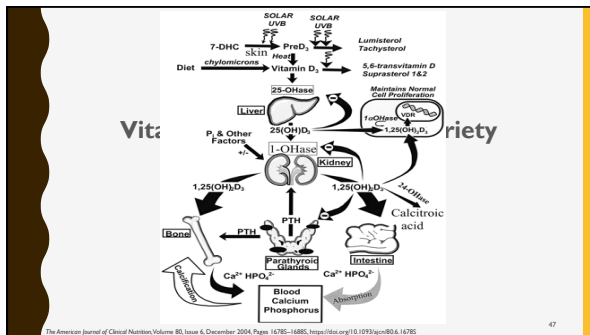 SOLAR UVB
SOLAR UVB
7-DHC
skin
PreD3
Lumisterol
Tachysterol
Heat
Diet
chylomicrons
Vitamin D3
5,6-transvitamin D
Suprasterol 1&2
25-OHase
Maintains Normal
Cell Proliferation
Liver
VDR
1αOHase
1,25(OH)2D3
25(OH)D3
Vita
riety
Pi & Other
Factors
+/-
1-OHase
Kidney
1,25(OH)2D3
1,25(OH)2D3
24-OHase
Calcitroic
acid
PTH
Bone
PTH
Parathyroid
Glands
Intestine
Ca2+ HPO4 2-
Ca2+ HPO4 2-
Calcification
Blood
Calcium
Phosphorus
Absorption
The American Journal of Clinical Nutrition, Volume 80, Issue 6, December 2004, Pages 1678S–1688S, https://doi.org/10.1093/ajcn/80.6.1678S
47